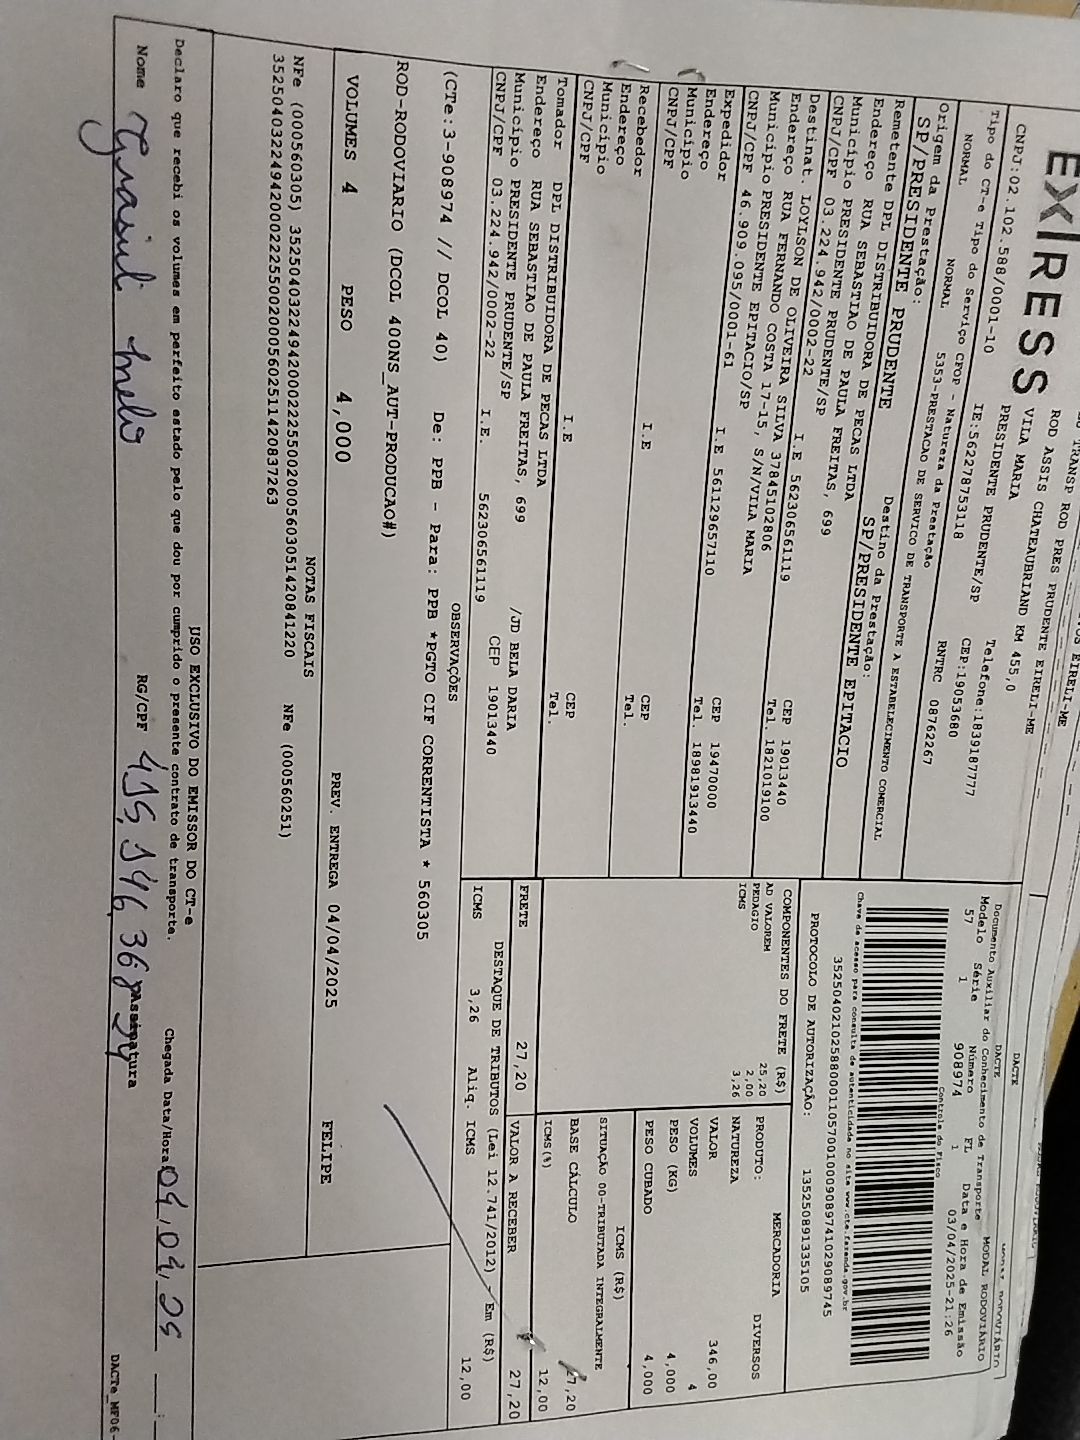 EXPRESS
TRANSP ROD PRES PRUDENTE EIRELI-ME
ROD ASSIS CHATEAUBRIAND KM 455,0
VILA MARIA
PRESIDENTE PRUDENTE/SP
CNPJ:02.102.588/0001-10 IE:562278753118 CEP:19053680
Telefone:1839187777
DACTE
DACTE MODAL RODOVIÁRIO
Documento Auxiliar do Conhecimento de Transporte
Modelo Série Número FL Data e Hora de Emissão
57 1 908974 1 03/04/2025-21:26
Controle do Fisco
Tipo do CT-e Tipo do Serviço CFOP - Natureza da Prestação RNTRC 08762267
NORMAL NORMAL 5353-PRESTACAO DE SERVICO DE TRANSPORTE A ESTABELECIMENTO COMERCIAL
Chave de acesso para consulta de autenticidade no site www.cte.fazenda.gov.br
35250402102588000110570010009089741029089745
PROTOCOLO DE AUTORIZAÇÃO: 135250891335105
Origem da Prestação: Destino da Prestação:
SP/PRESIDENTE PRUDENTE SP/PRESIDENTE EPITACIO
Remetente DPL DISTRIBUIDORA DE PECAS LTDA
Endereço RUA SEBASTIAO DE PAULA FREITAS, 699
Município PRESIDENTE PRUDENTE/SP CEP 19013440
CNPJ/CPF 03.224.942/0002-22 I.E 562306561119 Tel. 1821019100
Destinat. LOYLSON DE OLIVEIRA SILVA 37845102806
Endereço RUA FERNANDO COSTA 17-15, S/N/VILA MARIA
Município PRESIDENTE EPITACIO/SP CEP 19470000
CNPJ/CPF 46.909.095/0001-61 I.E 561129657110 Tel. 18981913440
Expedidor
Endereço
Município CEP
CNPJ/CPF I.E Tel.
Recebedor
Endereço
Município CEP
CNPJ/CPF I.E Tel.
Tomador DPL DISTRIBUIDORA DE PECAS LTDA
Endereço RUA SEBASTIAO DE PAULA FREITAS, 699 /JD BELA DARIA
Município PRESIDENTE PRUDENTE/SP CEP 19013440
CNPJ/CPF 03.224.942/0002-22 I.E. 562306561119
COMPONENTES DO FRETE (R$)
AD VALOREM 25,20
PEDAGIO 2,00
ICMS 3,26
FRETE 27,20
PRODUTO: MERCADORIA
NATUREZA DIVERSOS
VALOR 346,00
VOLUMES 4
PESO (KG) 4,000
PESO CUBADO 4,000
ICMS (R$)
SITUAÇÃO 00-TRIBUTADA INTEGRALMENTE
BASE CÁLCULO 27,20
ICMS(%) 12,00
VALOR A RECEBER 27,20
DESTAQUE DE TRIBUTOS (Lei 12.741/2012) - Em (R$)
ICMS 3,26 Aliq. ICMS 12,00
OBSERVAÇÕES
(CTe:3-908974 // DCOL 40) De: PPB - Para: PPB *PGTO CIF CORRENTISTA * 560305
ROD-RODOVIARIO (DCOL 400NS_AUT-PRODUCAO#)
VOLUMES 4 PESO 4,000 PREV. ENTREGA 04/04/2025 FELIPE
NOTAS FISCAIS
NFe (000560305) 35250403224942000222550020005603051420841220 NFe (000560251)
35250403224942000222550020005602511420837263
USO EXCLUSIVO DO EMISSOR DO CT-e
Declaro que recebi os volumes em perfeito estado pelo que dou por cumprido o presente contrato de transporte. Chegada Data/Hora 04,04,25 __:
Nome Melo RG/CPF 415,146,368 Assinatura
DACTe_MF06-